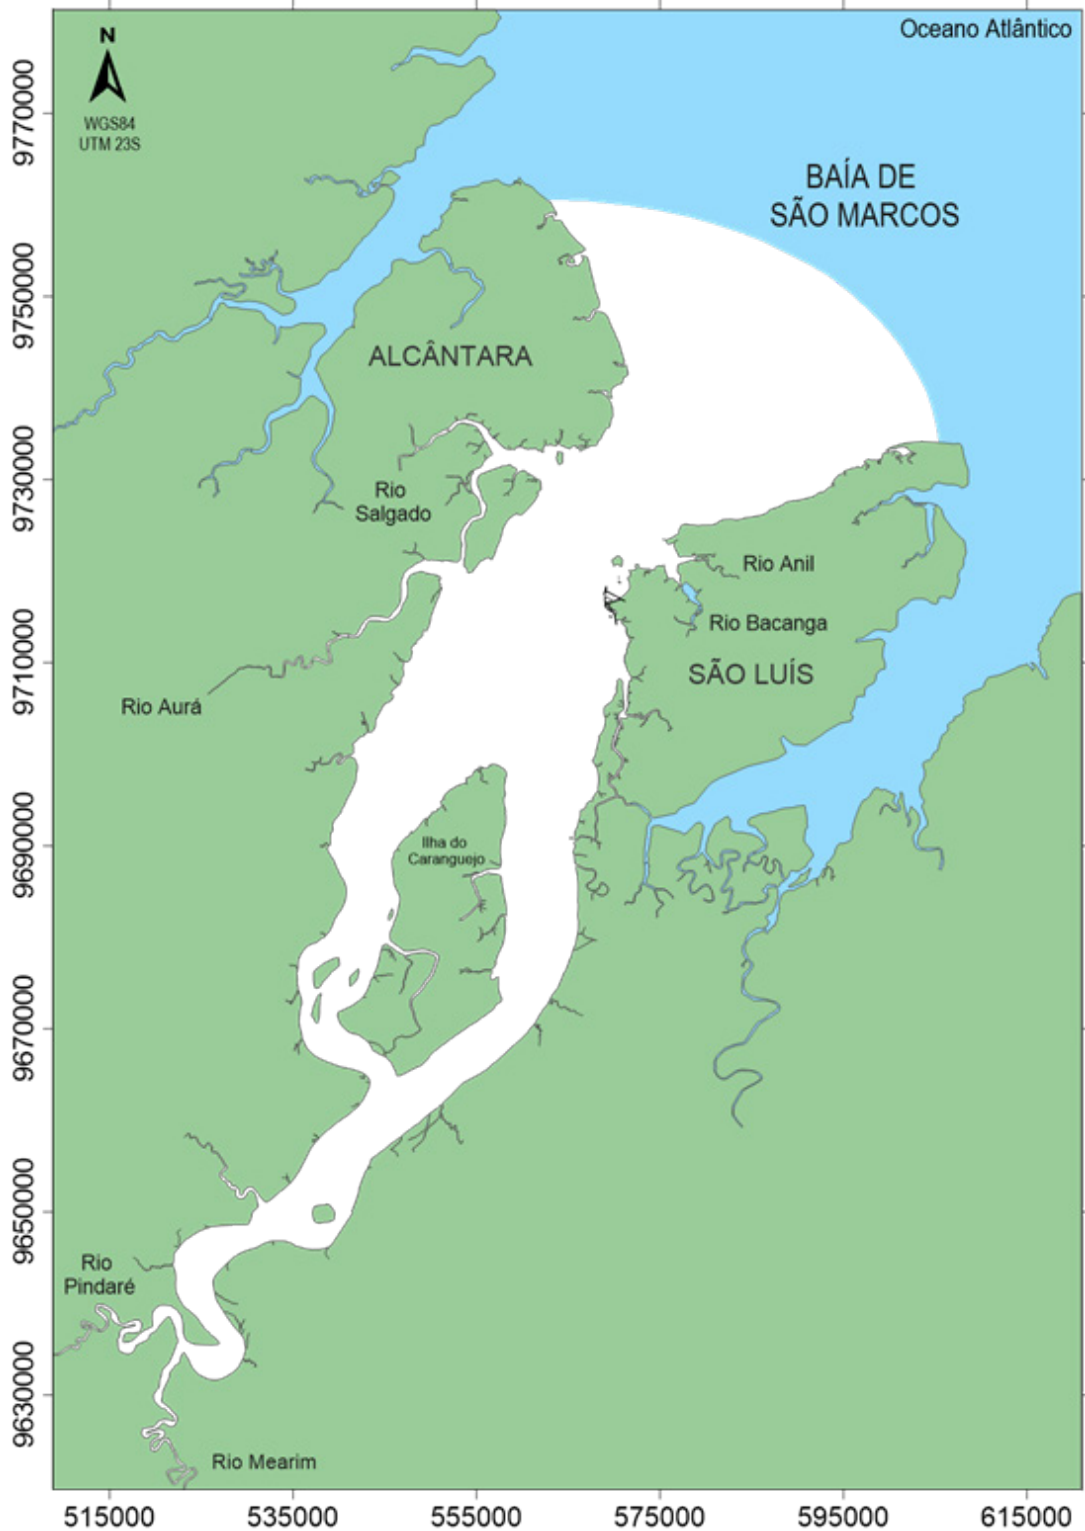 Oceano Atlântico
N
WGS84
UTM 23S
BAÍA DE
SÃO MARCOS
ALCÂNTARA
Rio
Salgado
Rio Anil
Rio Bacanga
SÃO LUÍS
Rio Aurá
Ilha do
Caranguejo
Rio
Pindaré
Rio Mearim
9770000
9750000
9730000
9710000
9690000
9670000
9650000
9630000
515000
535000
555000
575000
595000
615000